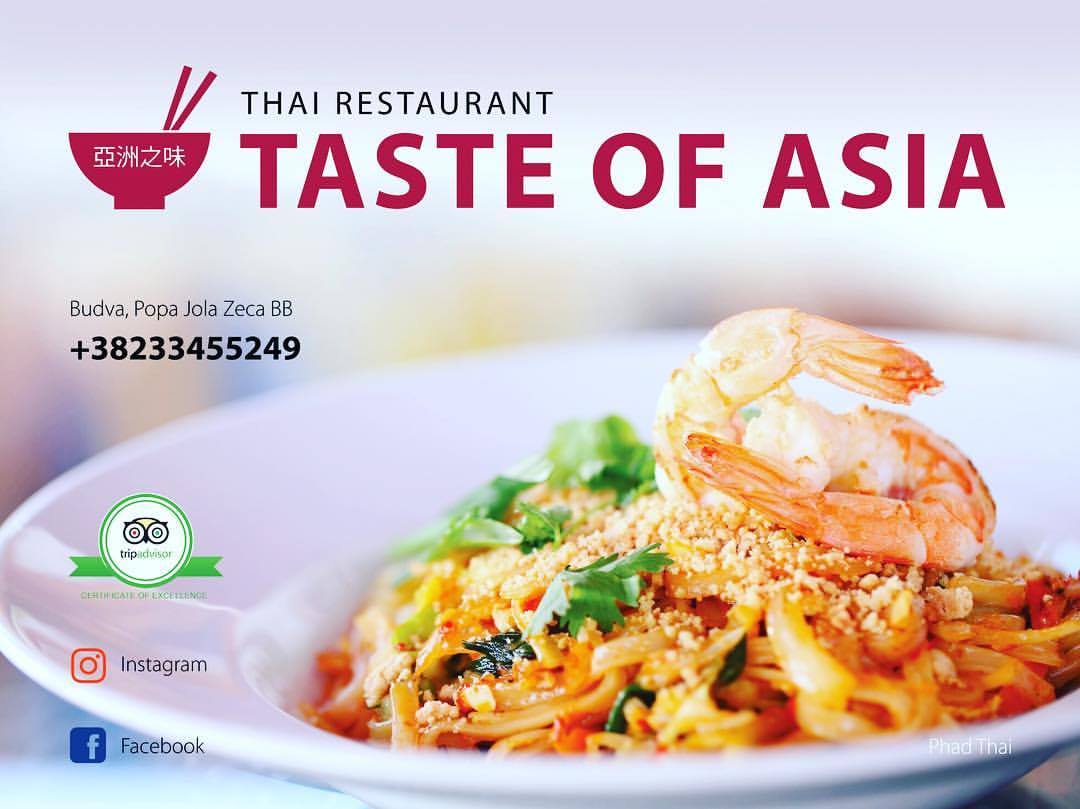 THAI RESTAURANT
亞洲之味
TASTE OF ASIA
Budva, Popa Jola Zeca BB
+38233455249
tripadvisor
CERTIFICATE OF EXCELLENCE
Instagram
Facebook
Phad Thai